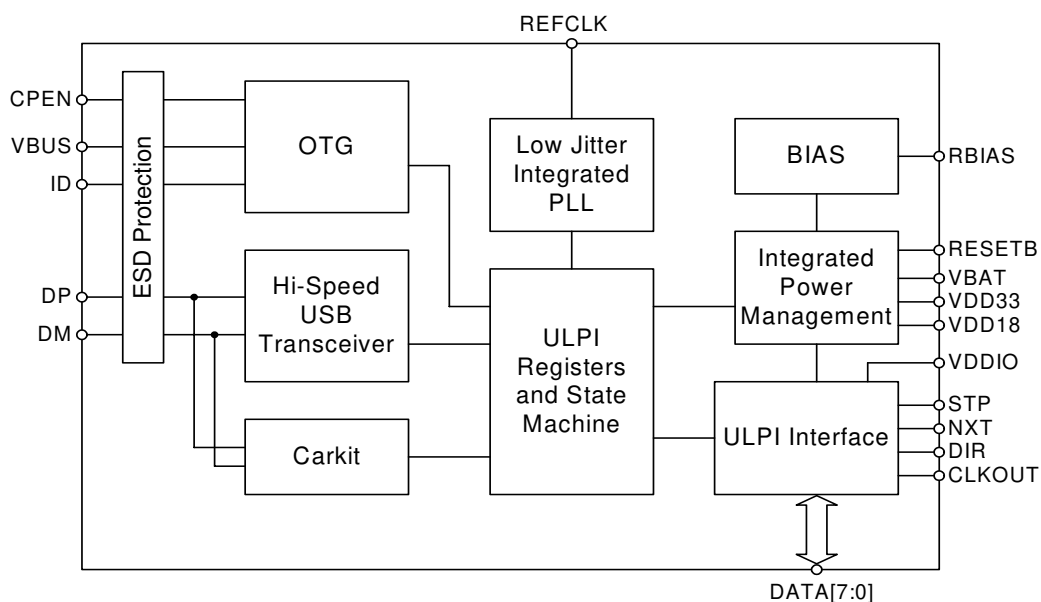 REFCLK
CPEN
VBUS
ID
DP
DM
ESD Protection
OTG
Low Jitter
Integrated
PLL
BIAS
RBIAS
Hi-Speed
USB
Transceiver
ULPI
Registers
and State
Machine
Integrated
Power
Management
RESETB
VBAT
VDD33
VDD18
VDDIO
Carkit
ULPI Interface
STP
NXT
DIR
CLKOUT
DATA[7:0]